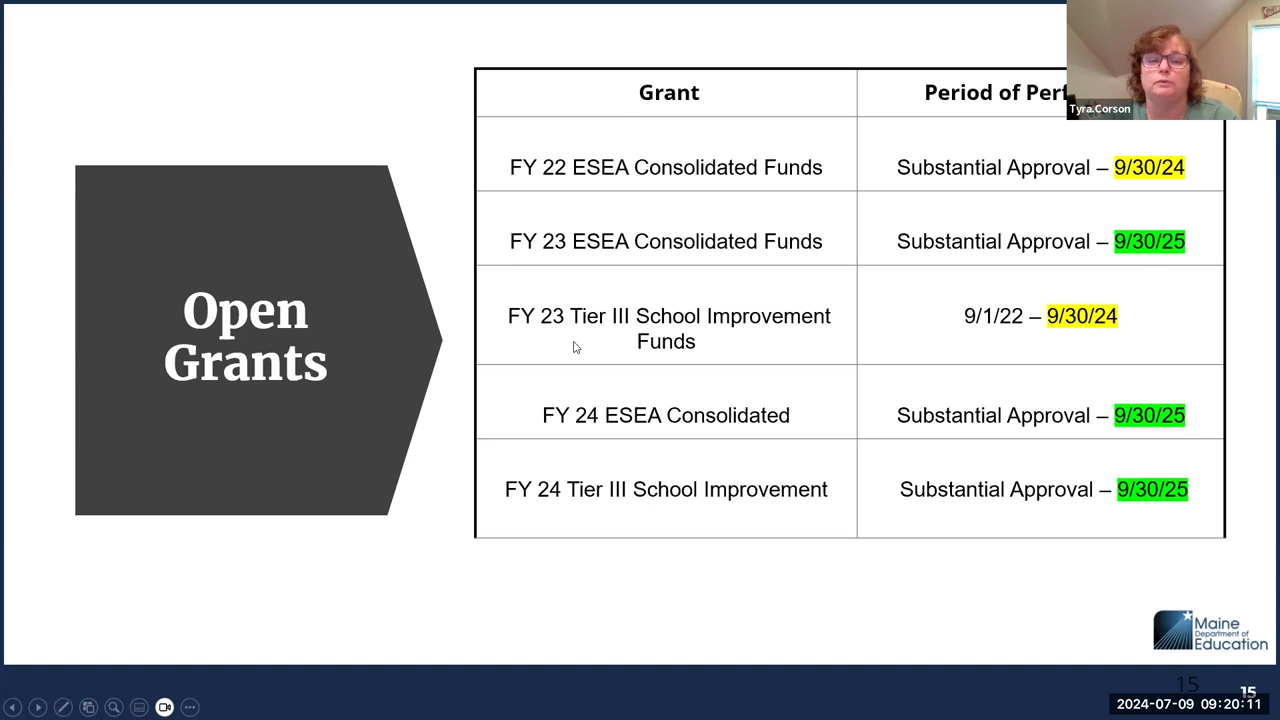 Grant
Period of Perf
Tyra.Corson
FY 22 ESEA Consolidated Funds
Substantial Approval – 9/30/24
FY 23 ESEA Consolidated Funds
Substantial Approval – 9/30/25
Open
Grants
FY 23 Tier III School Improvement
Funds
9/1/22 – 9/30/24
FY 24 ESEA Consolidated
Substantial Approval – 9/30/25
FY 24 Tier III School Improvement
Substantial Approval – 9/30/25
Maine
Department of
Education
15
15
2024-07-09 09:20:11